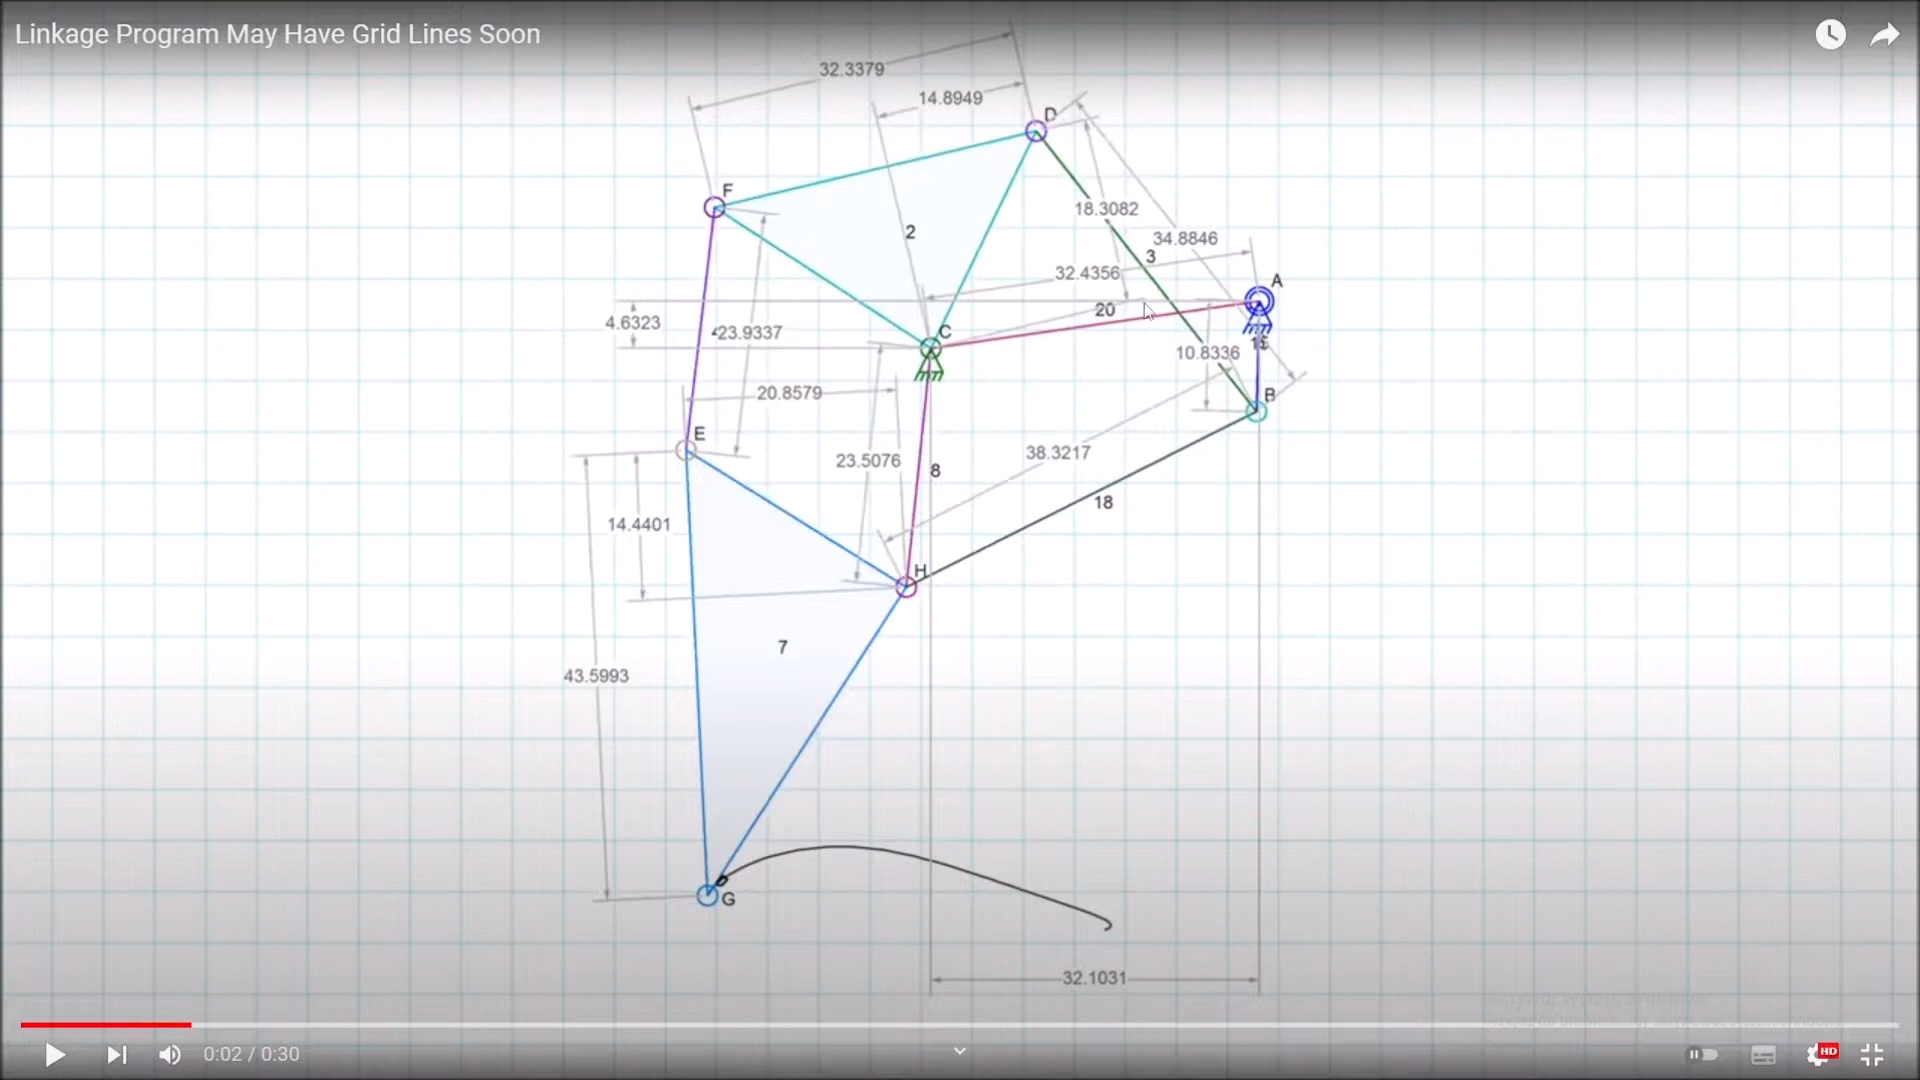 Linkage Program May Have Grid Lines Soon
32.3379
14.8949
D
F
18.3082
2
34.8846
3
32.4356
A
20
4.6323
23.9337
C
10.8336
20.8579
B
E
38.3217
23.5076
8
18
14.4401
H
7
43.5993
G
32.1031
0:02 / 0:30
HD